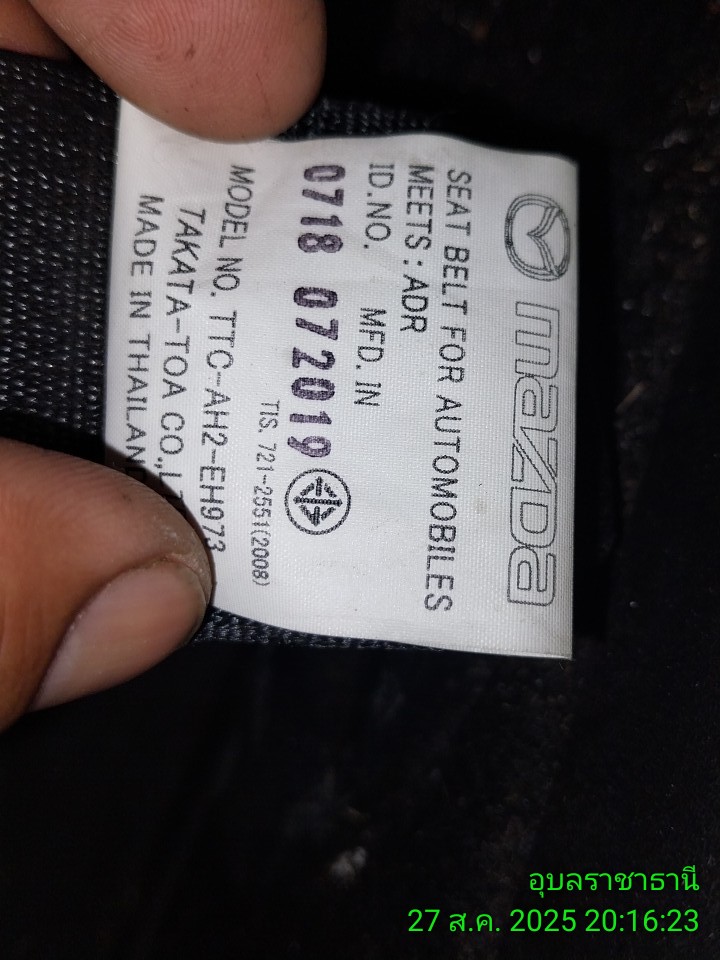 mazda
SEAT BELT FOR AUTOMOBILES
MEETS : ADR
ID.NO. MFD. IN
0718 072019
TIS. 721-2551(2008)
MODEL NO. TTC-AH2-EH973
TAKATA-TOA CO.,
MADE IN THAILAND
อุบลราชาธานี
27 ส.ค. 2025 20:16:23